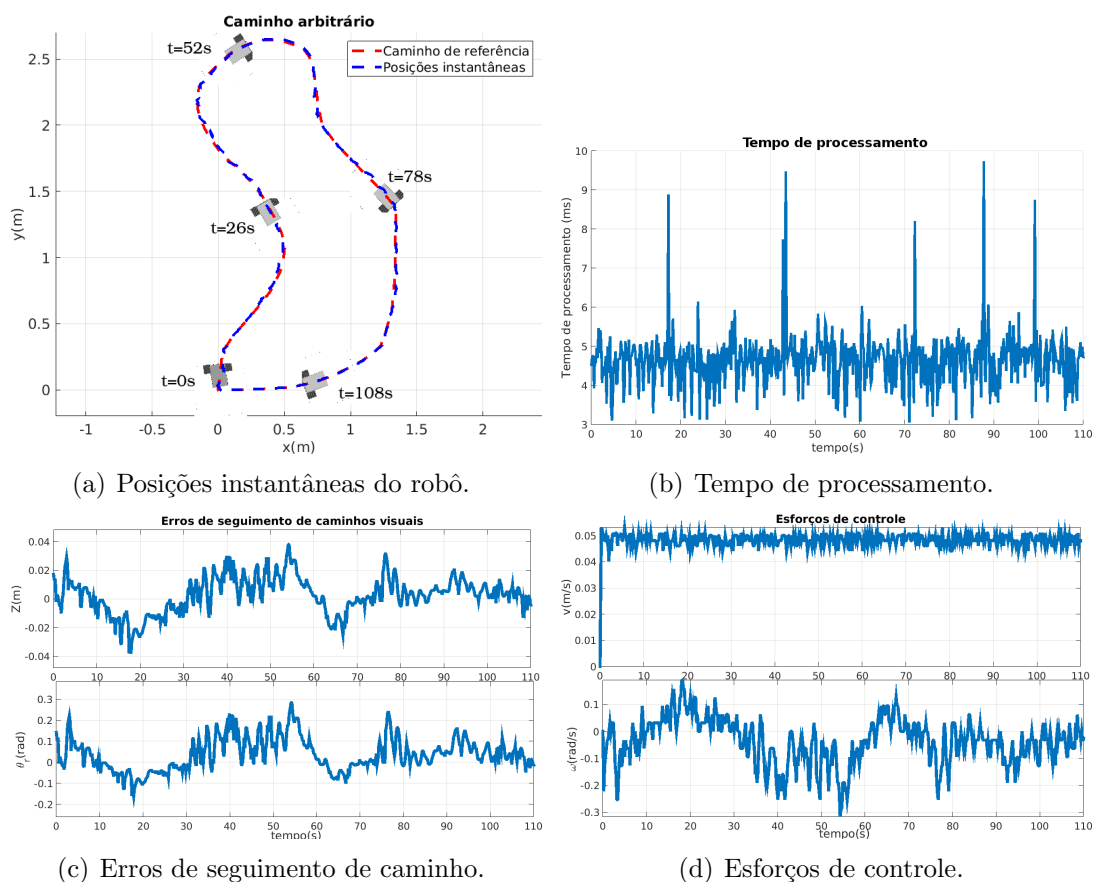 Caminho arbitrário
Caminho de referência
Posições instantâneas
t=52s
t=78s
t=26s
t=0s
t=108s
y(m)
2.5
2
1.5
1
0.5
0
-1 -0.5 0 0.5 1 1.5 2
x(m)
(a) Posições instantâneas do robô.
Tempo de processamento
Tempo de processamento (ms)
10
9
8
7
6
5
4
3
0 10 20 30 40 50 60 70 80 90 100 110
tempo(s)
(b) Tempo de processamento.
Erros de seguimento de caminhos visuais
Z(m)
0.04
0.02
0
-0.02
-0.04
0 10 20 30 40 50 60 70 80 90 100 110
θr(rad)
0.3
0.2
0.1
0
-0.1
-0.2
0 10 20 30 40 50 60 70 80 90 100 110
tempo(s)
(c) Erros de seguimento de caminho.
Esforços de controle
v(m/s)
0.05
0.04
0.03
0.02
0.01
0
0 10 20 30 40 50 60 70 80 90 100 110
ω(rad/s)
0.1
0
-0.1
-0.2
-0.3
0 10 20 30 40 50 60 70 80 90 100 110
tempo(s)
(d) Esforços de controle.